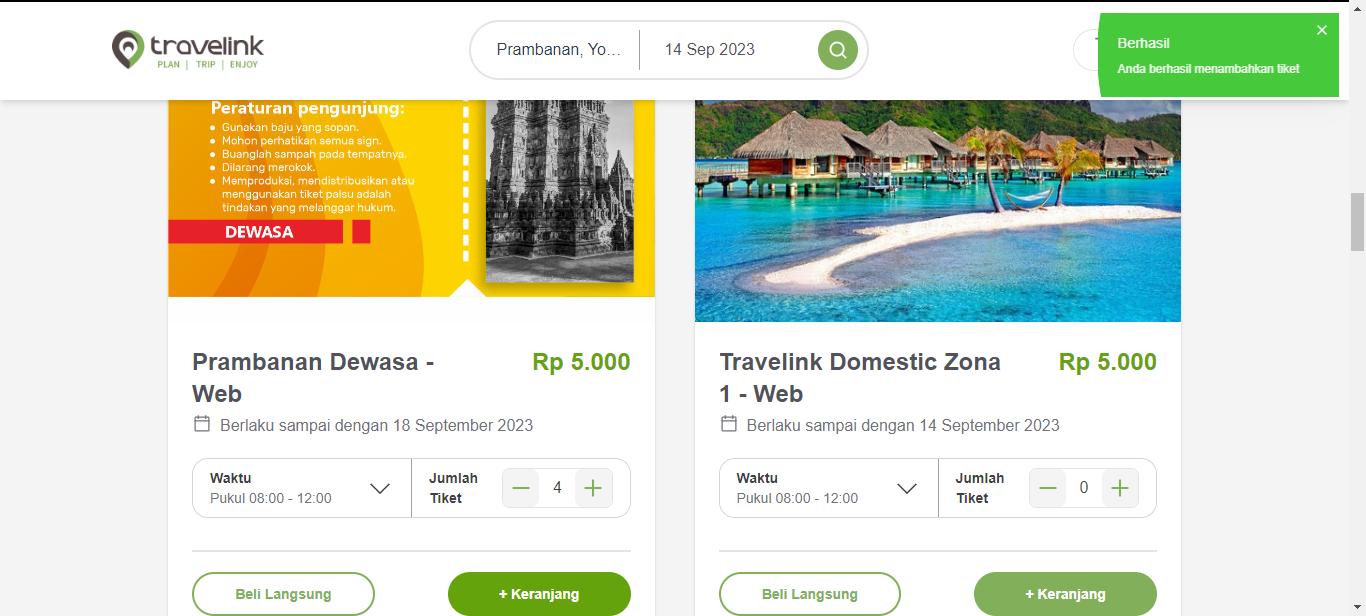 travelink
PLAN | TRIP | ENJOY
Prambanan, Yo...
14 Sep 2023
Berhasil
Anda berhasil menambahkan tiket
Peraturan pengunjung:
Gunakan baju yang sopan.
Mohon perhatikan semua sign.
Buanglah sampah pada tempatnya.
Dilarang merokok.
Memproduksi, mendistribusikan atau
menggunakan tiket palsu adalah
tindakan yang melanggar hukum.
DEWASA
Prambanan Dewasa -
Web
Rp 5.000
Berlaku sampai dengan 18 September 2023
Waktu
Pukul 08:00 - 12:00
Jumlah
Tiket
4
Beli Langsung
+ Keranjang
Travelink Domestic Zona
1 - Web
Rp 5.000
Berlaku sampai dengan 14 September 2023
Waktu
Pukul 08:00 - 12:00
Jumlah
Tiket
0
Beli Langsung
+ Keranjang